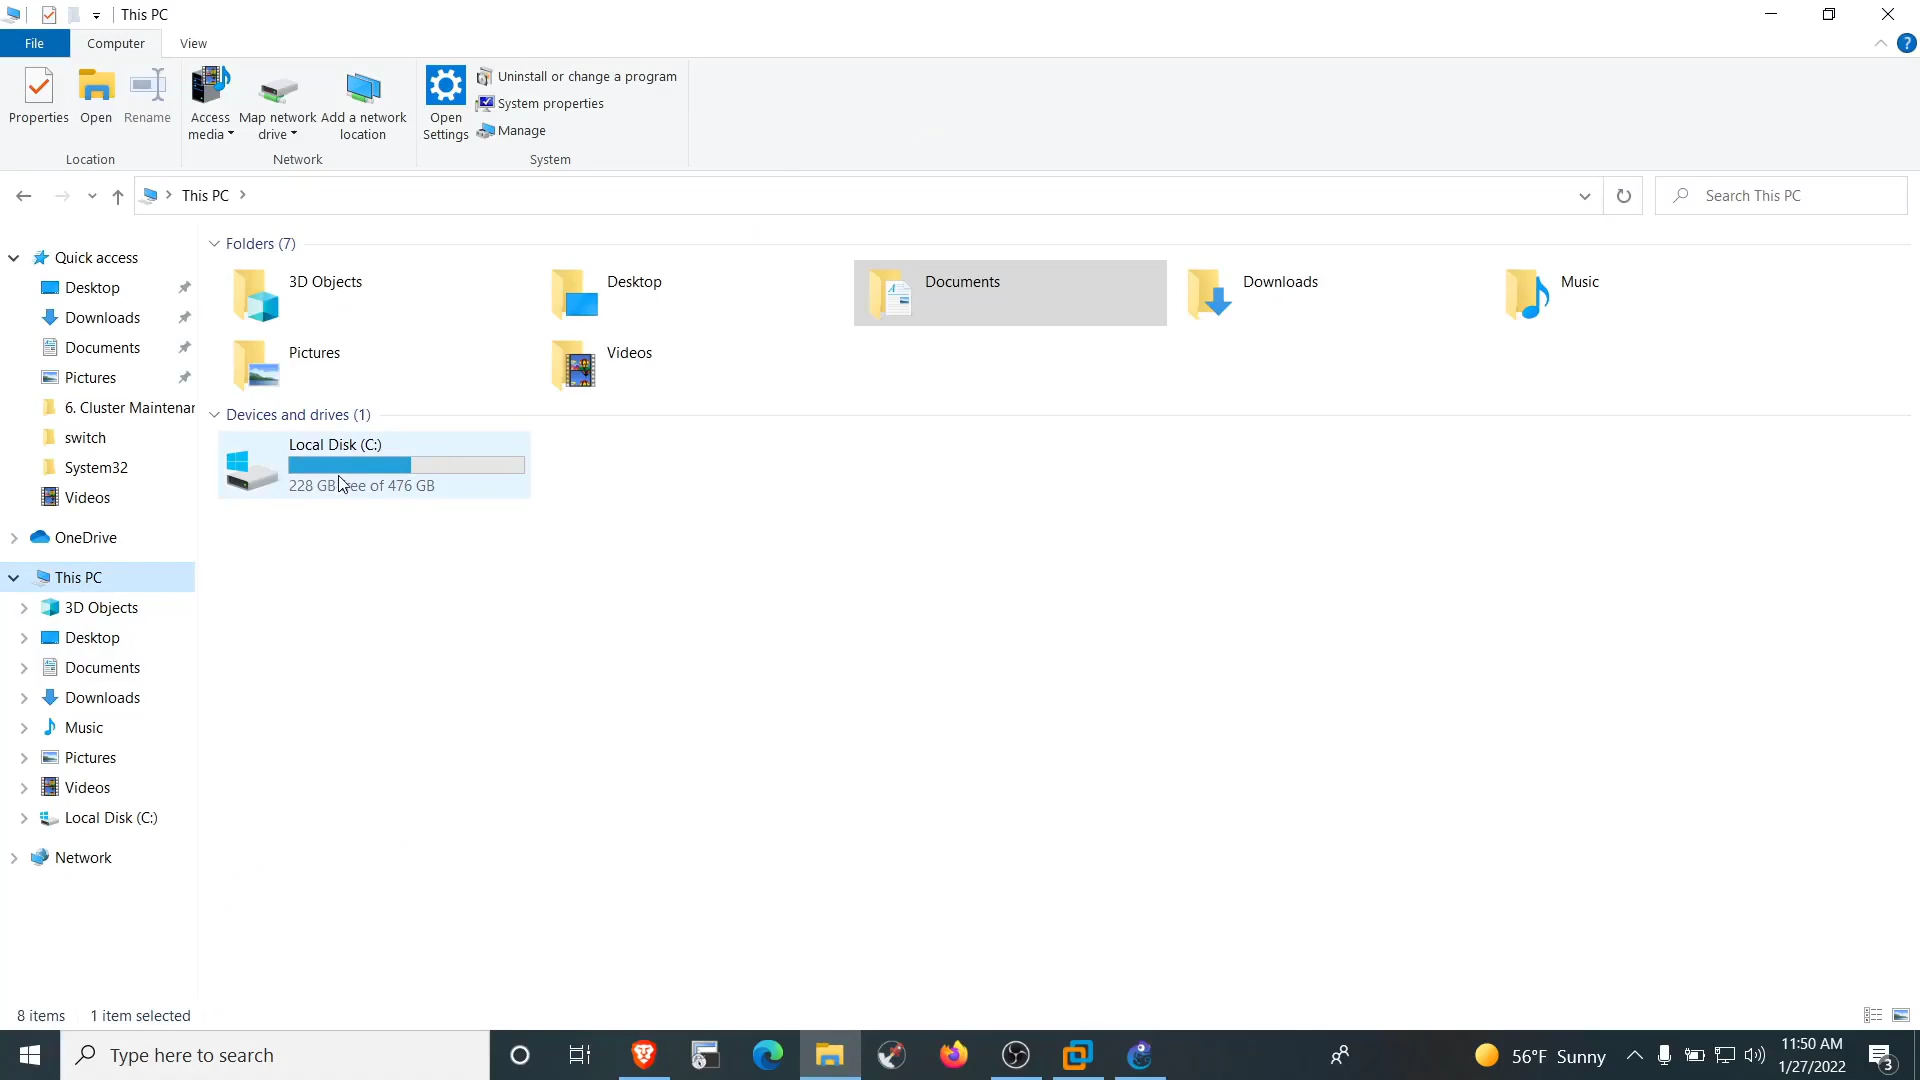 This PC
File
Computer
View
Properties
Open
Rename
Access
media
Map network
drive
Add a network
location
Open
Settings
Uninstall or change a program
System properties
Manage
Location
Network
System
This PC
Search This PC
Quick access
Desktop
Downloads
Documents
Pictures
6. Cluster Maintenar
switch
System32
Videos
OneDrive
This PC
3D Objects
Desktop
Documents
Downloads
Music
Pictures
Videos
Local Disk (C:)
Network
Folders (7)
3D Objects
Desktop
Documents
Downloads
Music
Pictures
Videos
Devices and drives (1)
Local Disk (C:)
228 GB ee of 476 GB
8 items
1 item selected
Type here to search
56°F Sunny
11:50 AM
1/27/2022
3